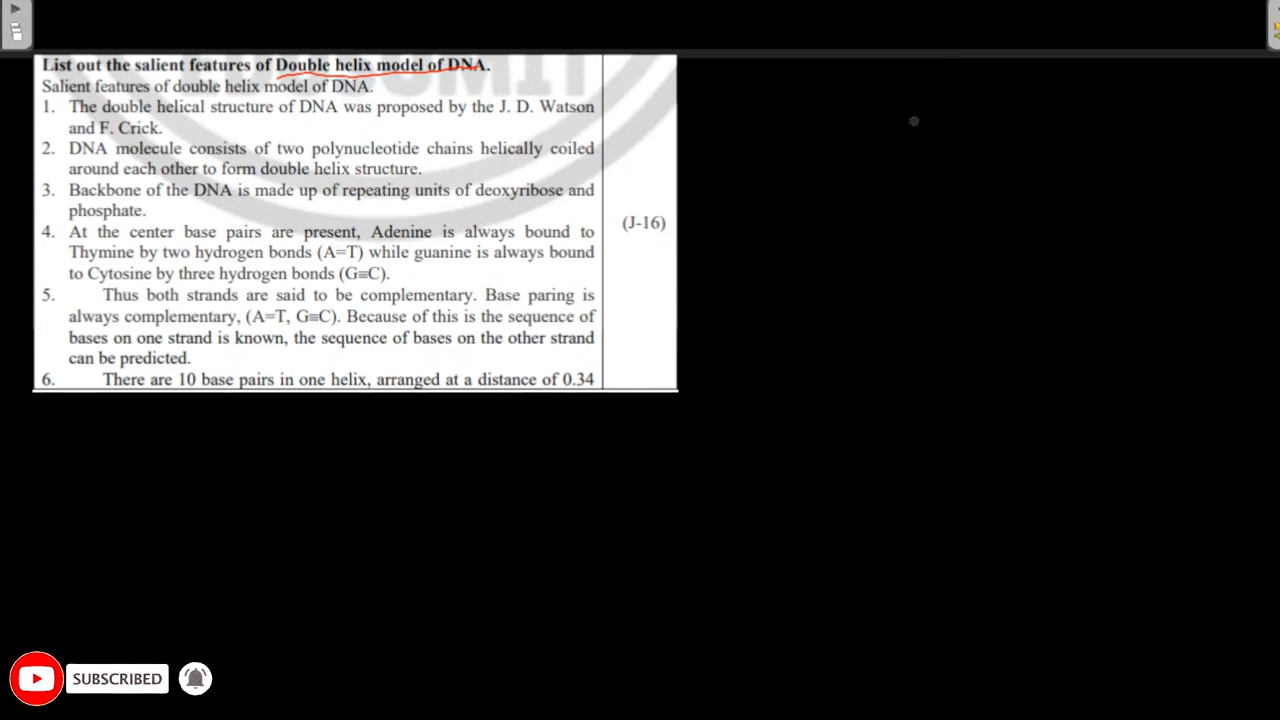 List out the salient features of Double helix model of DNA.
Salient features of double helix model of DNA.
1. The double helical structure of DNA was proposed by the J. D. Watson
and F. Crick.
2. DNA molecule consists of two polynucleotide chains helically coiled
around each other to form double helix structure.
3. Backbone of the DNA is made up of repeating units of deoxyribose and
phosphate.
(J-16)
4. At the center base pairs are present, Adenine is always bound to
Thymine by two hydrogen bonds (A=T) while guanine is always bound
to Cytosine by three hydrogen bonds (G≡C).
5. Thus both strands are said to be complementary. Base paring is
always complementary, (A=T, G≡C). Because of this is the sequence of
bases on one strand is known, the sequence of bases on the other strand
can be predicted.
6. There are 10 base pairs in one helix, arranged at a distance of 0.34
SUBSCRIBED